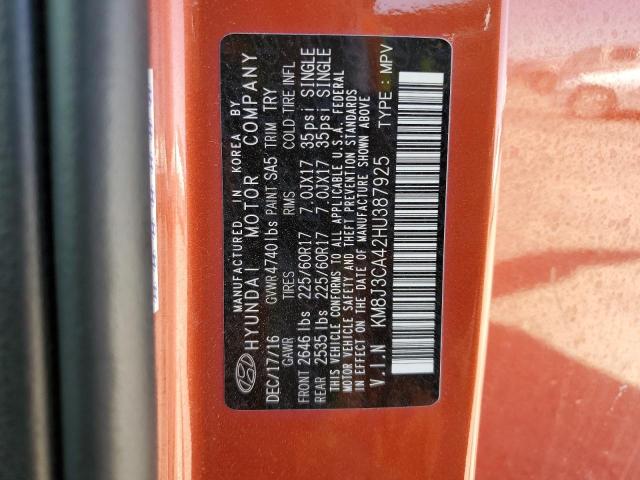 MANUFACTURED IN KOREA BY
HYUNDAI MOTOR COMPANY
DEC/17/16 GVWR 4740lbs PAINT SA5 TRIM TRY
GAWR TIRES RIMS COLD TIRE INFL
FRONT 2646 lbs 225/60R17 7.0JX17 35psi SINGLE
REAR 2535 lbs 225/60R17 7.0JX17 35psi SINGLE
THIS VEHICLE CONFORMS TO ALL APPLICABLE U.S.A. FEDERAL
MOTOR VEHICLE SAFETY AND THEFT PREVENTION STANDARDS
IN EFFECT ON THE DATE OF MANUFACTURE SHOWN ABOVE
V.I.N KM8J3CA42HU387925 TYPE : MPV